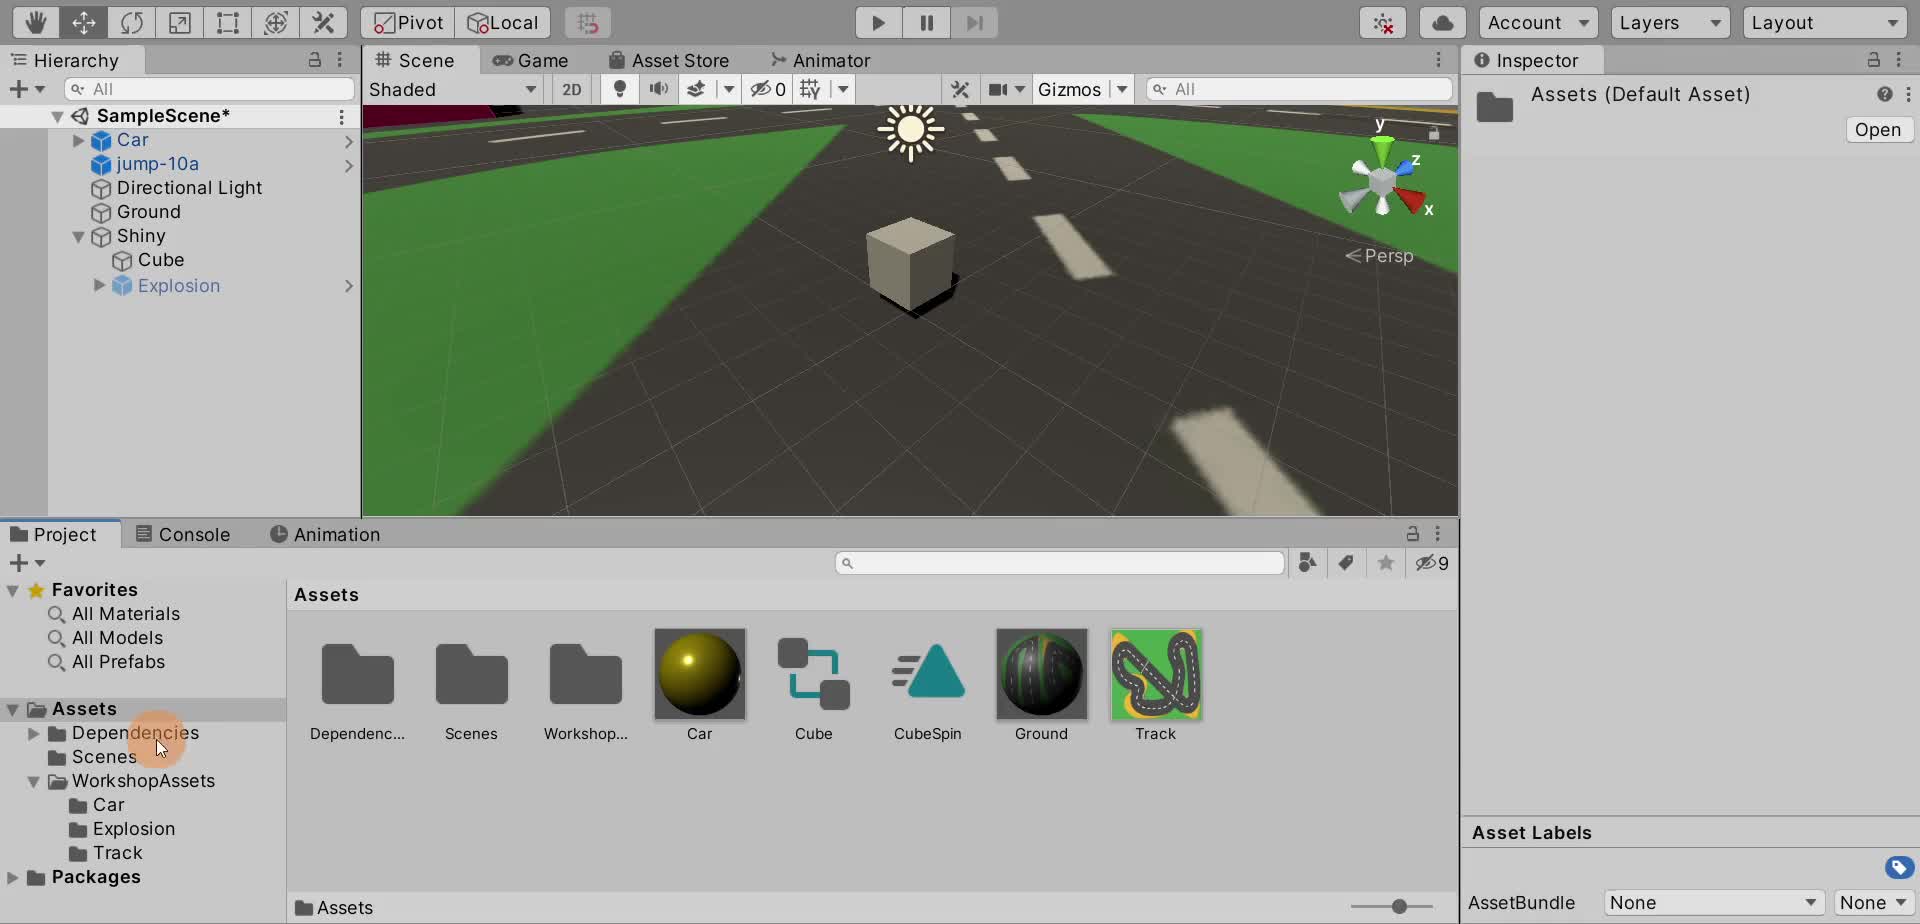 Pivot Local Account Layers Layout
Hierarchy
All
SampleScene*
Car
jump-10a
Directional Light
Ground
Shiny
Cube
Explosion
Scene Game Asset Store Animator
Shaded 2D 0 Gizmos All
y
z
x
Persp
Inspector
Assets (Default Asset)
Open
Project Console Animation
9
Favorites
All Materials
All Models
All Prefabs
Assets
Dependencies
Scenes
WorkshopAssets
Car
Explosion
Track
Packages
Assets
Dependenc... Scenes Workshop... Car Cube CubeSpin Ground Track
Assets
Asset Labels
AssetBundle None None